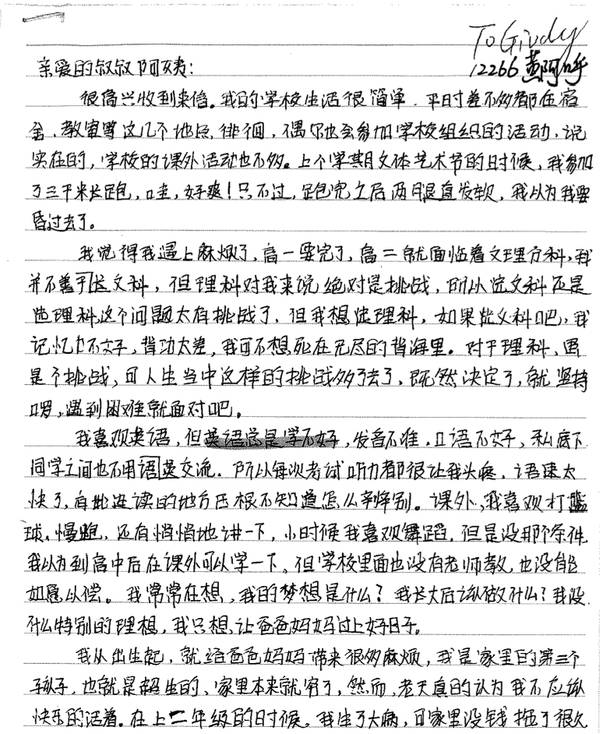 To Givdy
12266 黄阿
亲爱的叔叔阿姨：
很高兴收到来信。我的学校生活很简单，平时差不多都在宿
舍，教室等这几个地点徘徊，偶尔也会参加学校组织的活动，说
实在的，学校的课外活动也不多。上个学期文体艺术节的时候，我参加
了三千米长跑，哇，好爽！只不过，跑完之后两腿直发软，我以为我要
昏过去了。
我觉得我遇上麻烦了，高一要完了，高二就面临着文理分科，我
并不善于长文科，但理科对我来说绝对是挑战，所以选文科还是
选理科这个问题太有挑战了，但我想选理科，如果选文科吧，我
记忆力不好，背功太差，我可不想死在无尽的背海里。对于理科，虽
是个挑战，可人生当中这样的挑战多了去了，既然决定了，就坚持
啰，遇到困难就面对吧。
我喜欢英语，但英语总是学不好，发音不准，口语不好，私底下
同学之间也不用语英交流。所以每次考试听力都很让我头疼，语速太
快了，有些连读的地方压根不知道怎么辨别。课外，我喜欢打篮
球，慢跑，还有悄悄地讲一下，小时候我喜欢舞蹈，但是没那个条件
我以为到高中后在课外可以学一下，但学校里面也没有老师教，也没能
如愿以偿。我常常在想，我的梦想是什么？我长大后该做什么？我没
什么特别的理想，我只想让爸爸妈妈过上好日子。
我从出生起，就给爸爸妈妈带来很多麻烦，我是家里的第三个
孩子，也就是超生的、家里本来就穷了，然而，老天真的认为我不应该
快乐的活着。在上二年级的时候。我生了大病，可家里没钱拖了很久